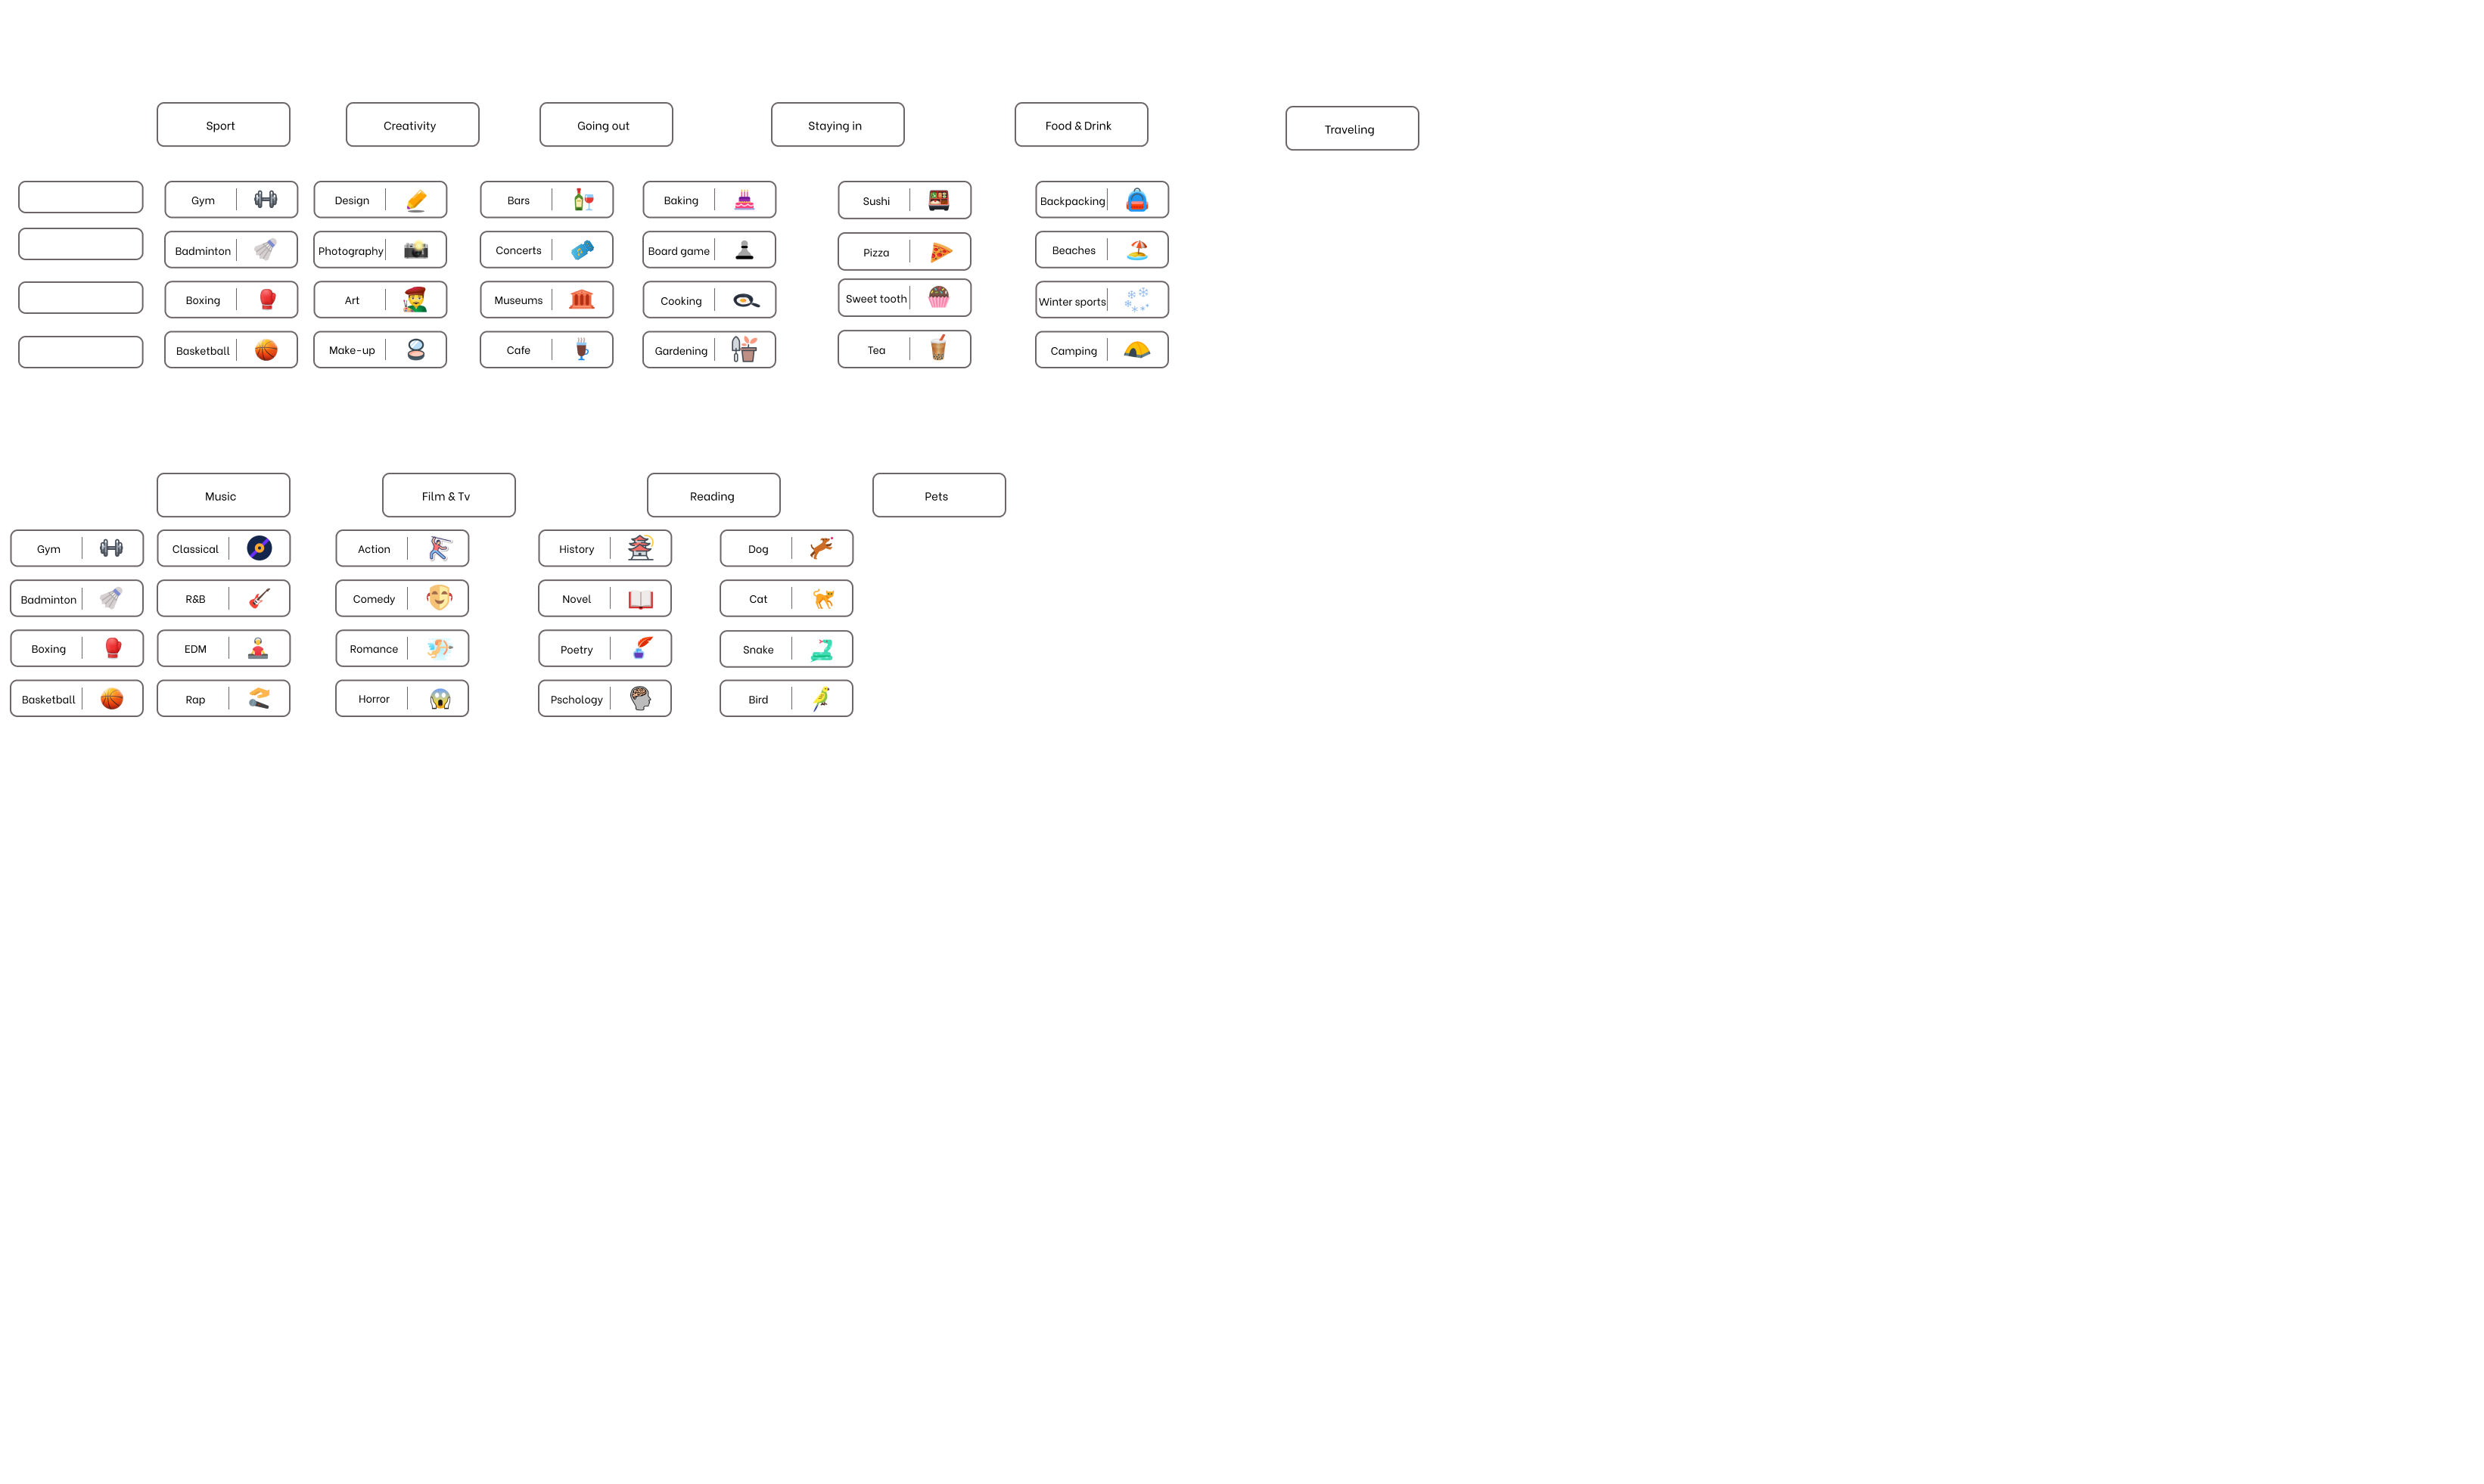 Sport
Creativity
Going out
Staying in
Food & Drink
Traveling
Gym
Design
Bars
Baking
Sushi
Backpacking
Badminton
Photography
Concerts
Board game
Pizza
Beaches
Boxing
Art
Museums
Cooking
Sweet tooth
Winter sports
Basketball
Make-up
Cafe
Gardening
Tea
Camping
Music
Film & Tv
Reading
Pets
Gym
Classical
Action
History
Dog
Badminton
R&B
Comedy
Novel
Cat
Boxing
EDM
Romance
Poetry
Snake
Basketball
Rap
Horror
Pschology
Bird